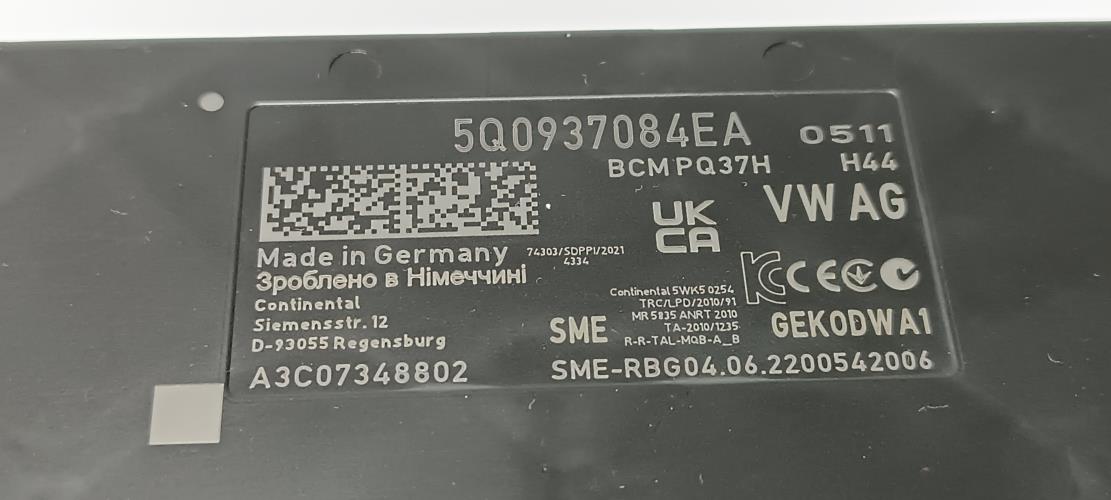 5Q0937084EA 0511
BCM PQ37H H44
VW AG
UK
CA
Made in Germany 74303/SDPPI/2021
4334
Зроблено в Німеччині
Continental
Siemensstr. 12
D-93055 Regensburg
A3C07348802
Continental 5WK5 0254
TRC/LPD/2010/91
MR 5835 ANRT 2010
TA-2010/1235
R-R-TAL-MQB-A_B
SME
CE
GEK0DWA1
SME-RBG04.06.2200542006